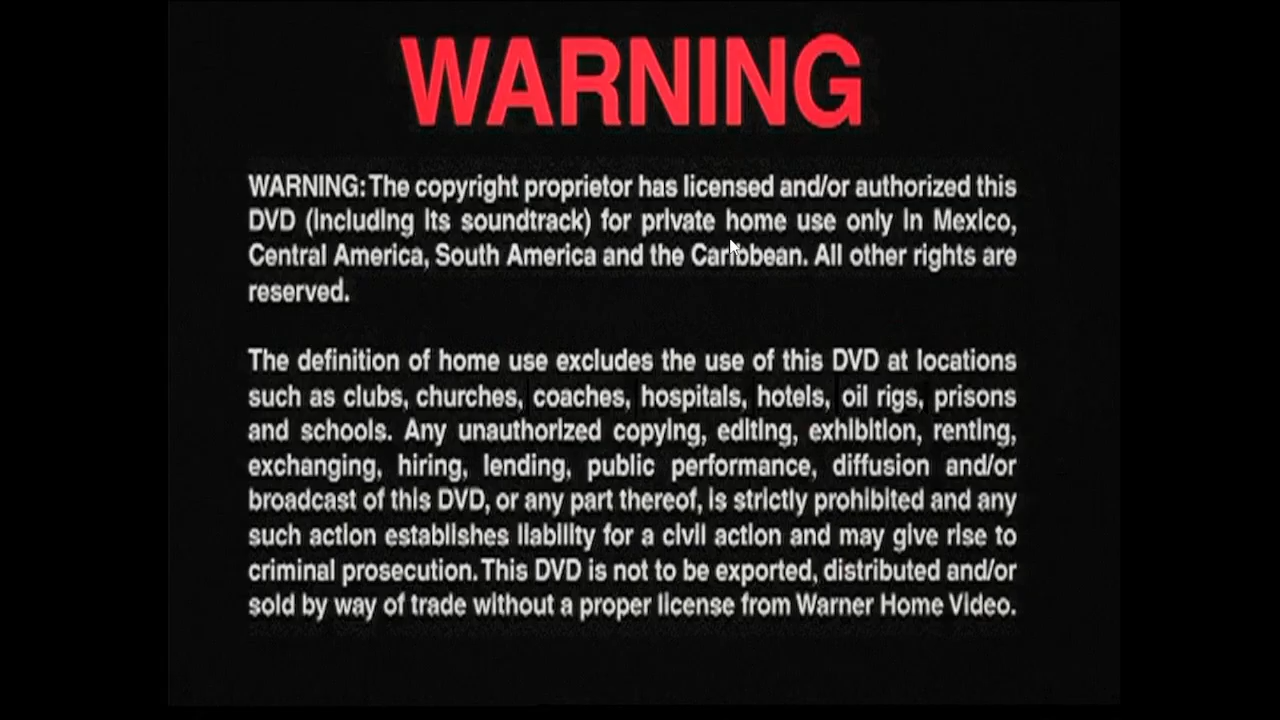 WARNING
WARNING: The copyright proprietor has licensed and/or authorized this
DVD (including its soundtrack) for private home use only in Mexico,
Central America, South America and the Caribbean. All other rights are
reserved.
The definition of home use excludes the use of this DVD at locations
such as clubs, churches, coaches, hospitals, hotels, oil rigs, prisons
and schools. Any unauthorized copying, editing, exhibition, renting,
exchanging, hiring, lending, public performance, diffusion and/or
broadcast of this DVD, or any part thereof, is strictly prohibited and any
such action establishes liability for a civil action and may give rise to
criminal prosecution. This DVD is not to be exported, distributed and/or
sold by way of trade without a proper license from Warner Home Video.